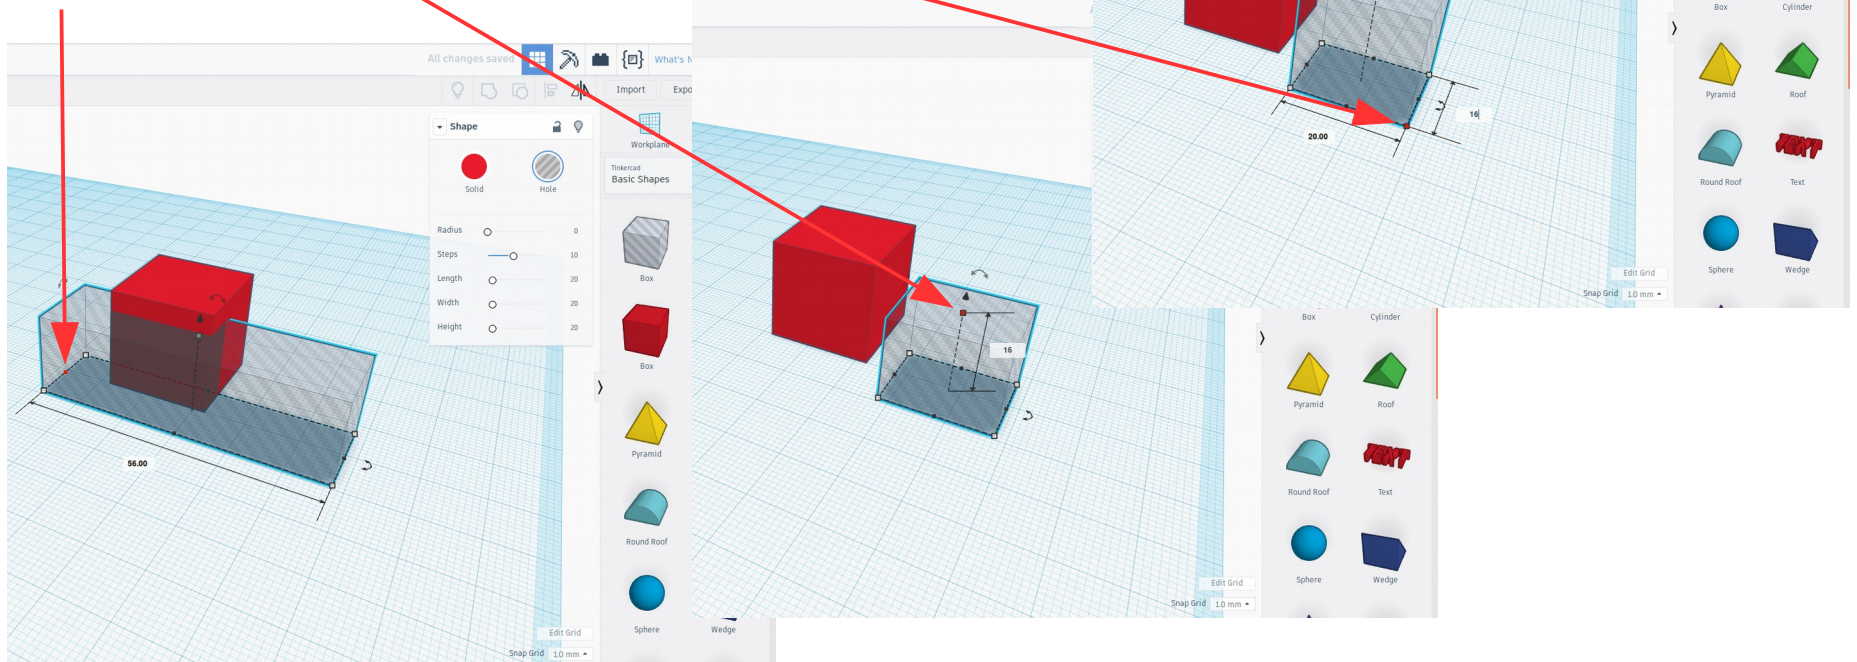 All changes saved
What's N
Import
Expo
Shape
Solid
Hole
Radius 0
Steps 10
Length 20
Width 20
Height 20
56.00
Workplane
Tinkercad
Basic Shapes
Box
Box
Pyramid
Round Roof
Sphere
Wedge
Edit Grid
Snap Grid 1.0 mm
16
Box
Cylinder
Pyramid
Roof
Round Roof
Text
TEXT
Sphere
Wedge
Edit Grid
Snap Grid 1.0 mm
20.00
16
Box
Cylinder
Pyramid
Roof
Round Roof
Text
TEXT
Sphere
Wedge
Edit Grid
Snap Grid 1.0 mm